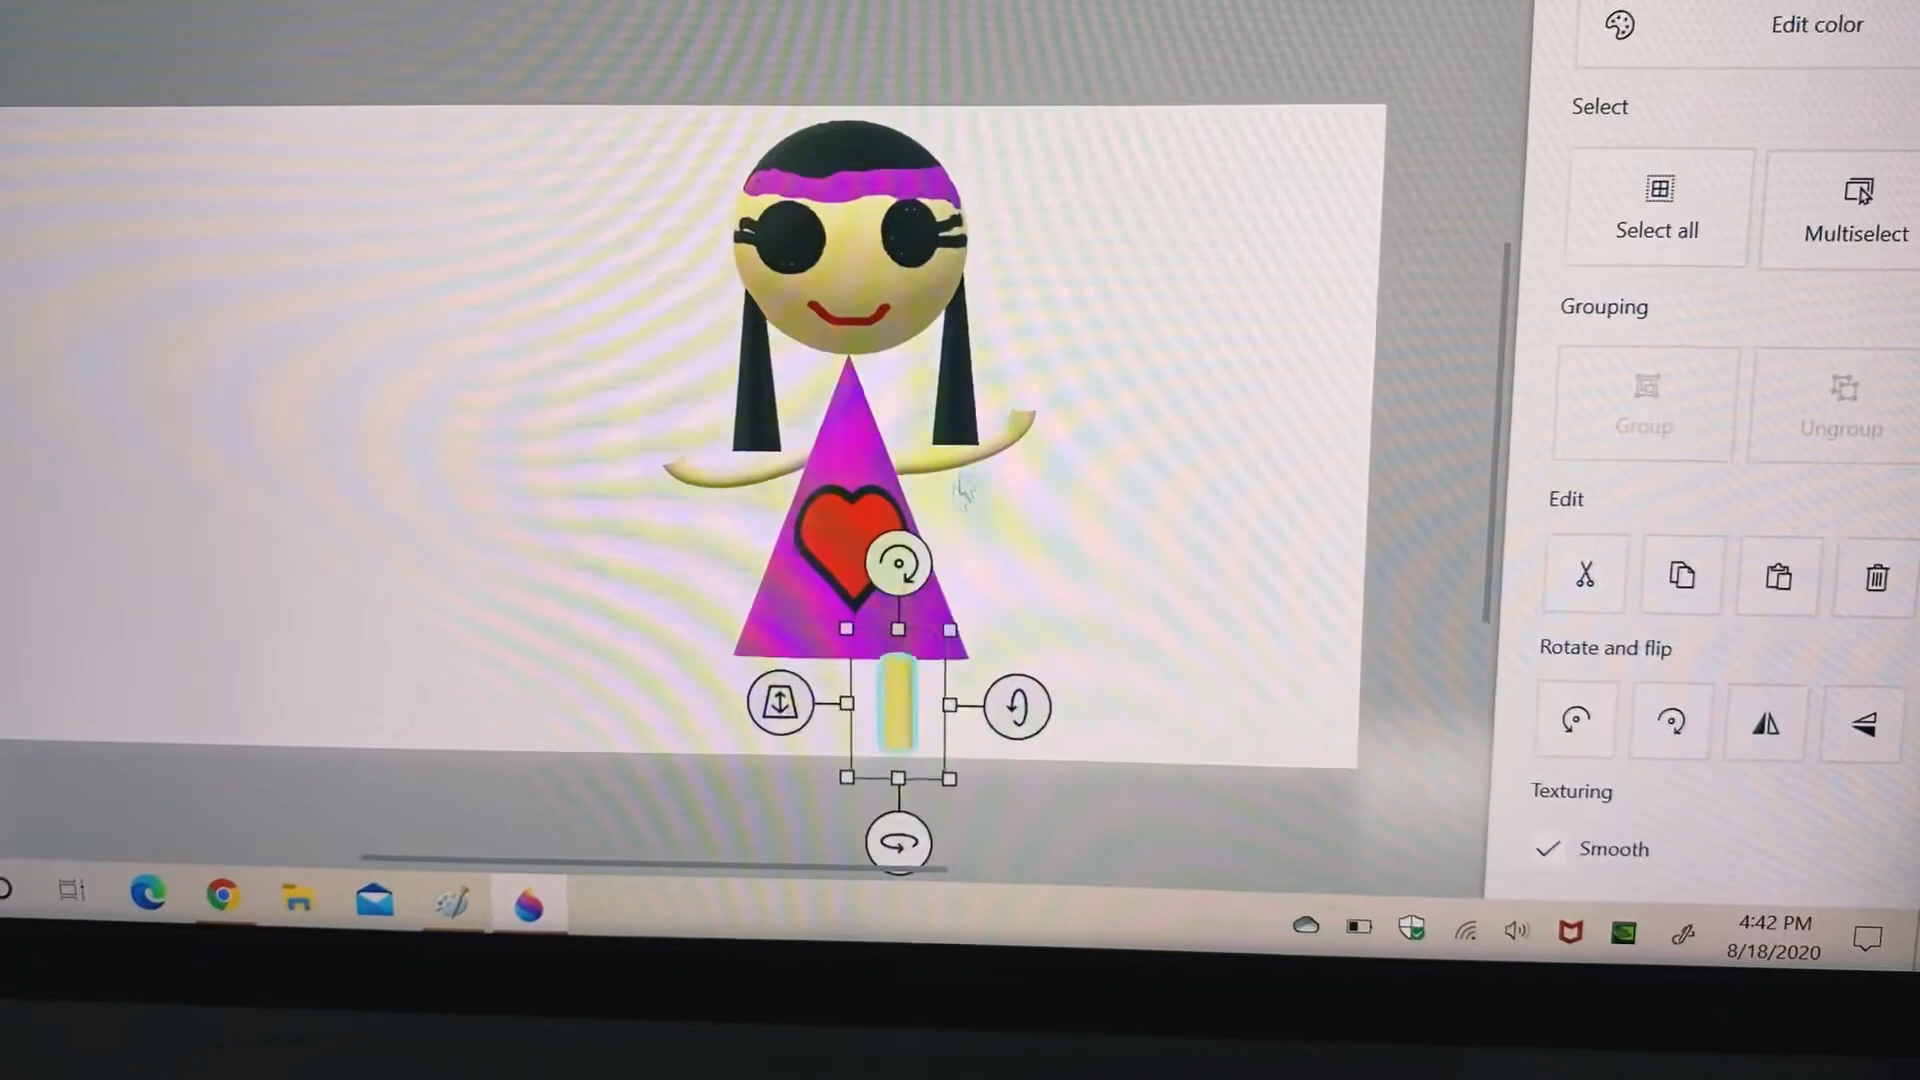 Edit color
Select
Select all
Multiselect
Grouping
Group
Ungroup
Edit
Rotate and flip
Texturing
Smooth
4:42 PM
8/18/2020